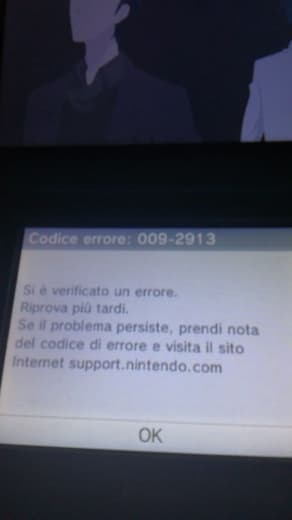 Codice errore: 009-2913
Si è verificato un errore.
Riprova più tardi.
Se il problema persiste, prendi nota
del codice di errore e visita il sito
Internet support.nintendo.com
OK